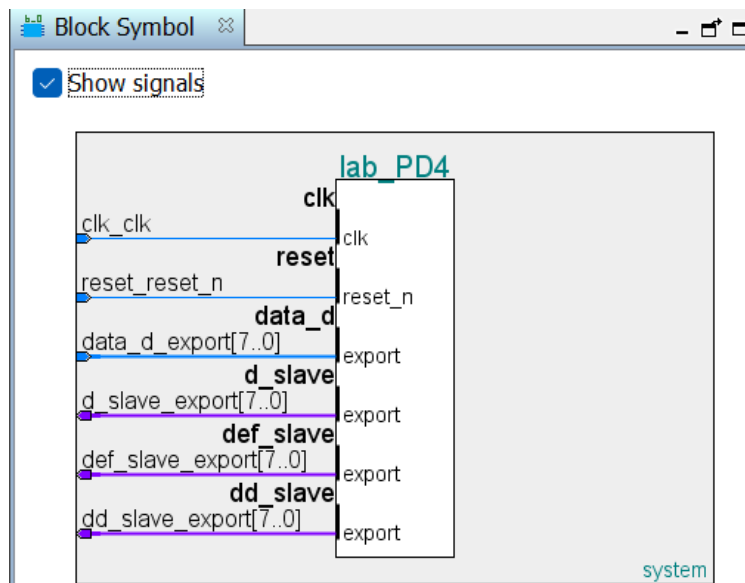 Block Symbol
Show signals
lab_PD4
clk
clk_clk
clk
reset
reset_reset_n
reset_n
data_d
data_d_export[7..0]
export
d_slave
d_slave_export[7..0]
export
def_slave
def_slave_export[7..0]
export
dd_slave
dd_slave_export[7..0]
export
system